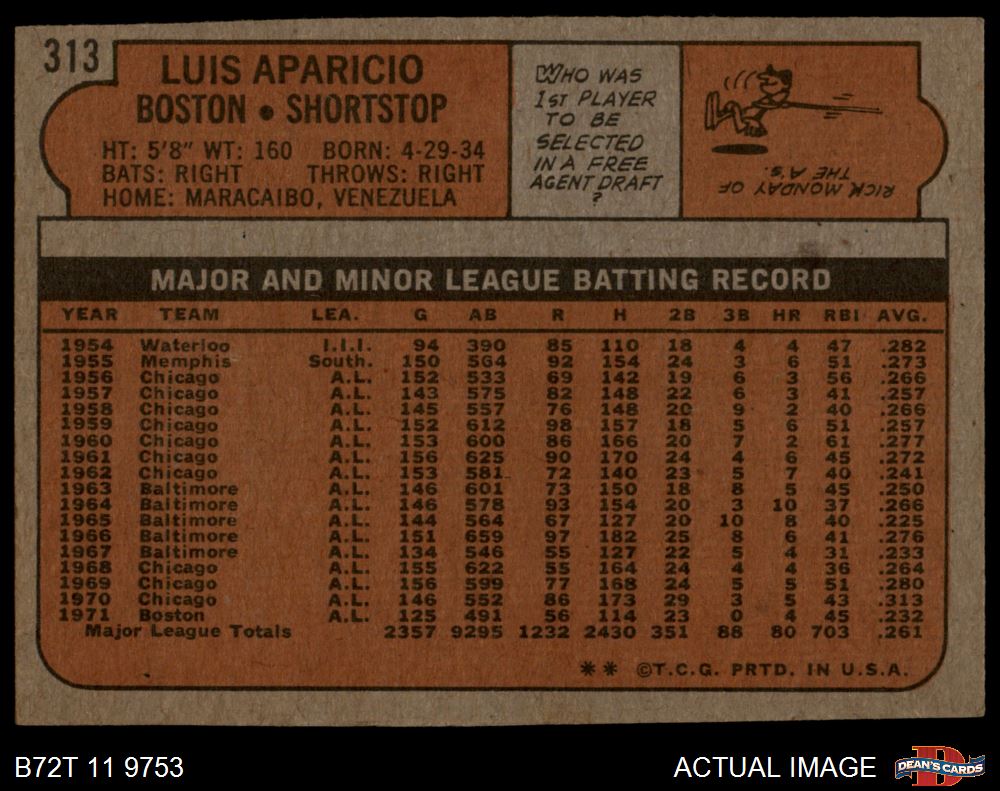 313
LUIS APARICIO
BOSTON • SHORTSTOP
HT: 5'8" WT: 160 BORN: 4-29-34
BATS: RIGHT THROWS: RIGHT
HOME: MARACAIBO, VENEZUELA
WHO WAS
1ST PLAYER
TO BE
SELECTED
IN A FREE
AGENT DRAFT
?
RICK MONDAY OF
THE A'S.
MAJOR AND MINOR LEAGUE BATTING RECORD
YEAR TEAM LEA. G AB R H 2B 3B HR RBI AVG.
1954 Waterloo I.I.I. 94 390 85 110 18 4 4 47 .282
1955 Memphis South. 150 564 92 154 24 3 6 51 .273
1956 Chicago A.L. 152 533 69 142 19 6 3 56 .266
1957 Chicago A.L. 143 575 82 148 22 6 3 41 .257
1958 Chicago A.L. 145 557 76 148 20 9 2 40 .266
1959 Chicago A.L. 152 612 98 157 18 5 6 51 .257
1960 Chicago A.L. 153 600 86 166 20 7 2 61 .277
1961 Chicago A.L. 156 625 90 170 24 4 6 45 .272
1962 Chicago A.L. 153 581 72 140 23 5 7 40 .241
1963 Baltimore A.L. 146 601 73 150 18 8 5 45 .250
1964 Baltimore A.L. 146 578 93 154 20 3 10 37 .266
1965 Baltimore A.L. 144 564 67 127 20 10 8 40 .225
1966 Baltimore A.L. 151 659 97 182 25 8 6 41 .276
1967 Baltimore A.L. 134 546 55 127 22 5 4 31 .233
1968 Chicago A.L. 155 622 55 164 24 4 4 36 .264
1969 Chicago A.L. 156 599 77 168 24 5 5 51 .280
1970 Chicago A.L. 146 552 86 173 29 3 5 43 .313
1971 Boston A.L. 125 491 56 114 23 0 4 45 .232
Major League Totals 2357 9295 1232 2430 351 88 80 703 .261
** ©T.C.G. PRTD. IN U.S.A.
B72T 11 9753
ACTUAL IMAGE
D
DEAN'S CARDS